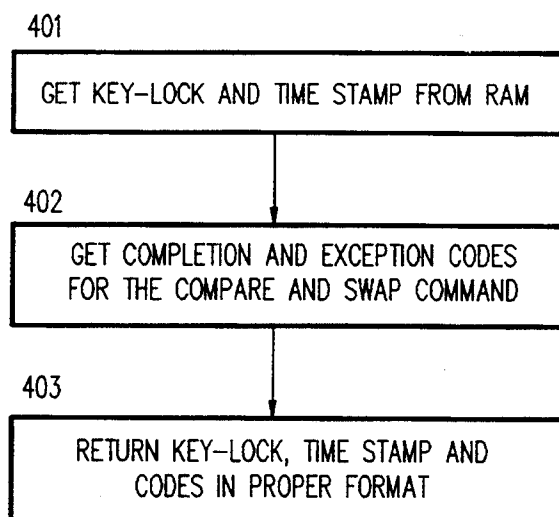 401
GET KEY-LOCK AND TIME STAMP FROM RAM
402
GET COMPLETION AND EXCEPTION CODES
FOR THE COMPARE AND SWAP COMMAND
403
RETURN KEY-LOCK, TIME STAMP AND
CODES IN PROPER FORMAT